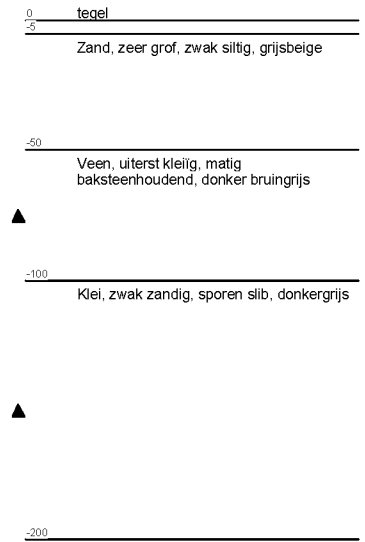 0 tegel
-5
Zand, zeer grof, zwak siltig, grijsbeige
-50
Veen, uiterst kleiïg, matig
baksteenhoudend, donker bruingrijs
-100
Klei, zwak zandig, sporen slib, donkergrijs
-200